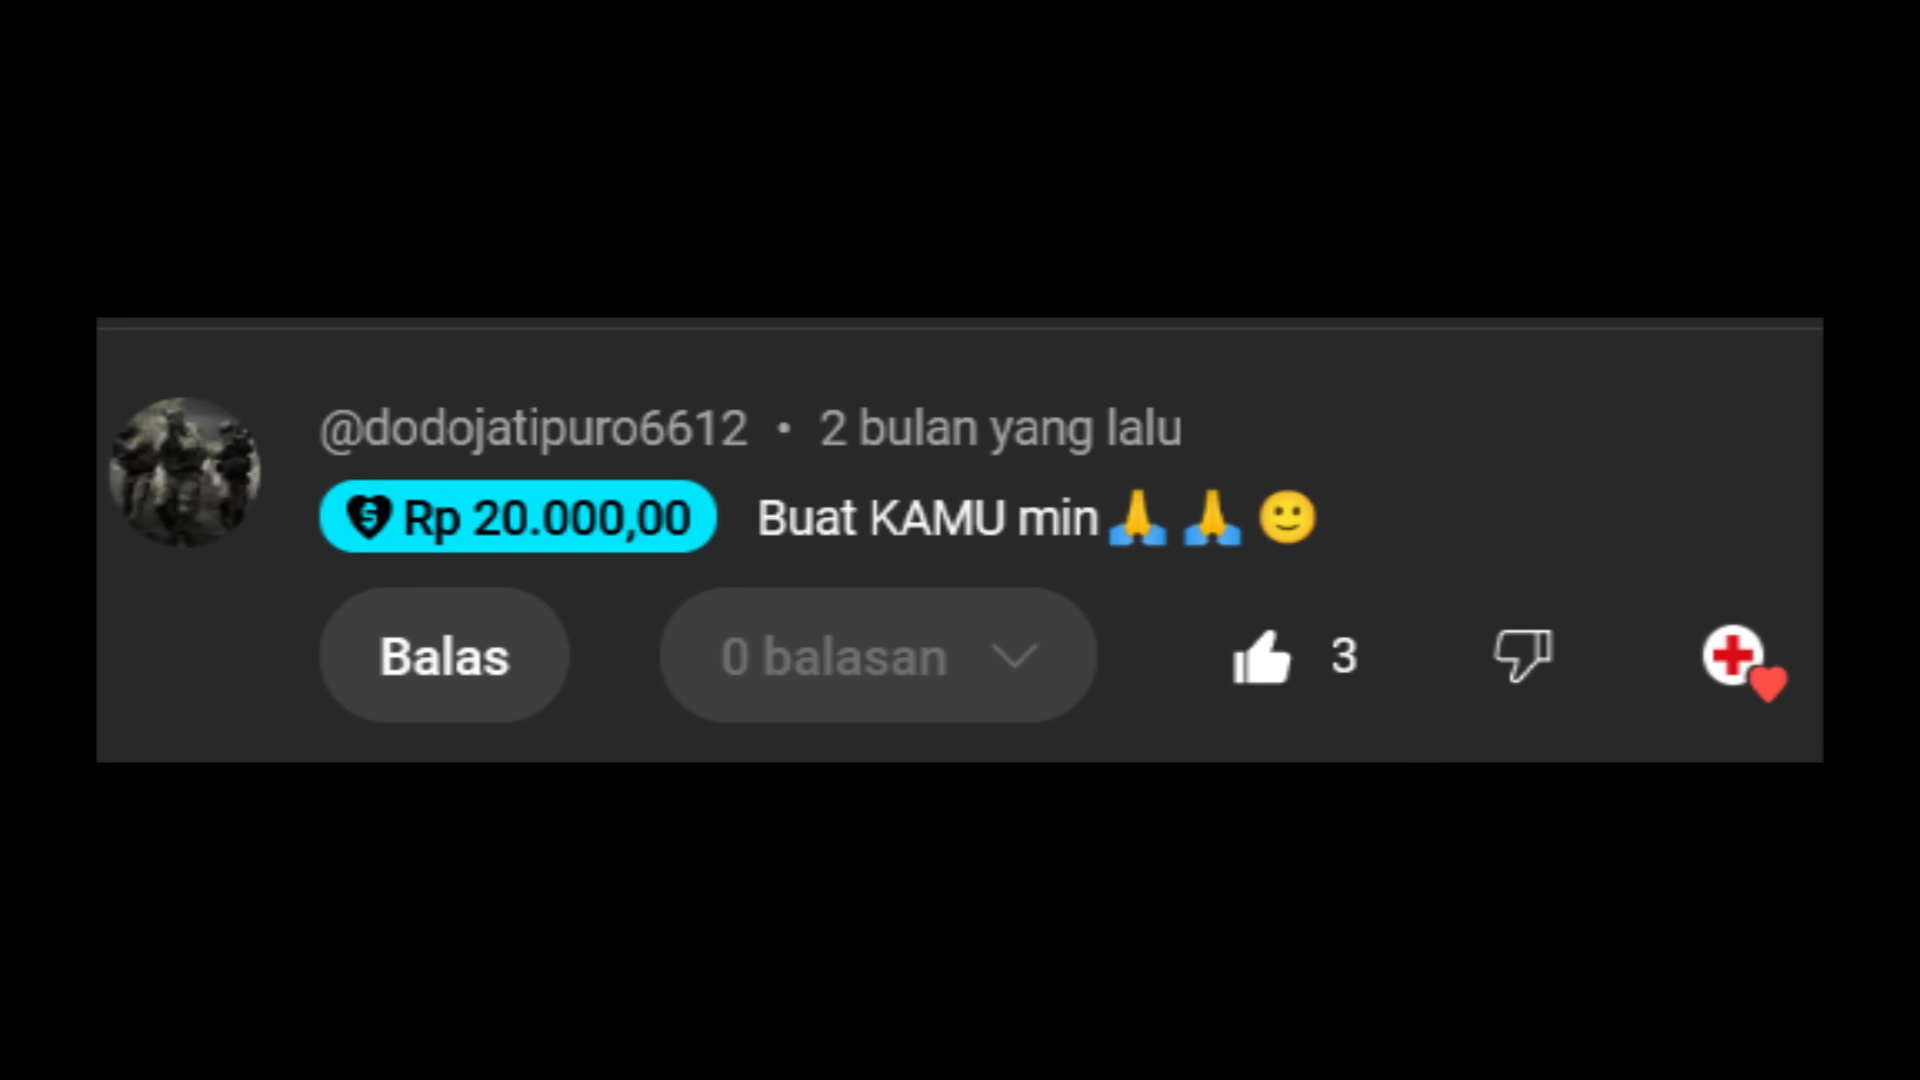 @dodojatipuro6612 • 2 bulan yang lalu
Rp 20.000,00 Buat KAMU min🙏🙏🙂
Balas 0 balasan 3